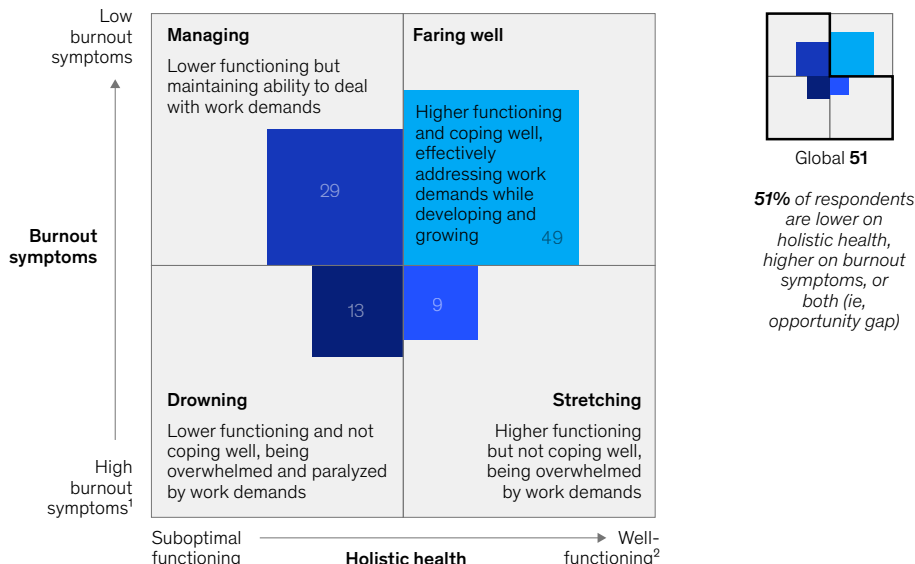 Low
burnout
symptoms
Managing
Lower functioning but
maintaining ability to deal
with work demands
29
Faring well
Higher functioning
and coping well,
effectively
addressing work
demands while
developing and
growing
49
Burnout
symptoms
13
9
Drowning
Lower functioning and not
coping well, being
overwhelmed and paralyzed
by work demands
Stretching
Higher functioning
but not coping well,
being overwhelmed
by work demands
High
burnout
symptoms¹
Suboptimal
functioning
Holistic health
Well-
functioning²
Global 51
51% of respondents
are lower on
holistic health,
higher on burnout
symptoms, or
both (ie,
opportunity gap)